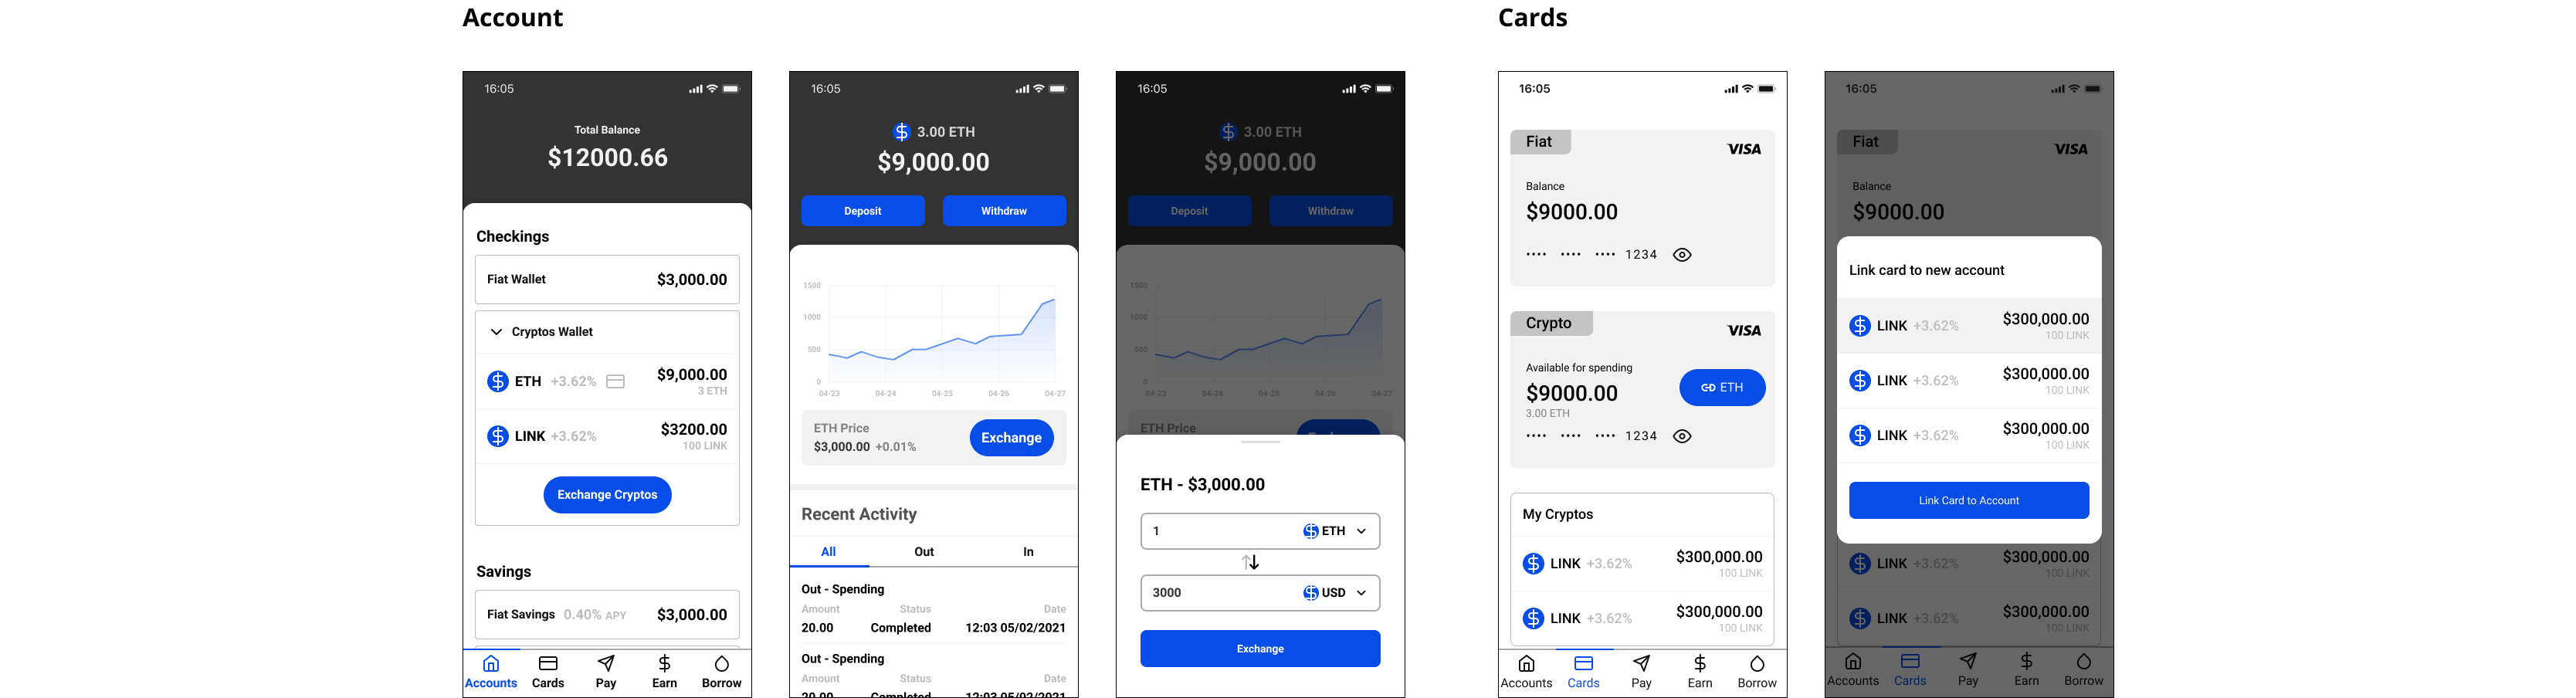 Account
Cards
16:05
Total Balance
$12000.66
Checkings
Fiat Wallet $3,000.00
Cryptos Wallet
ETH +3.62% $9,000.00
3 ETH
LINK +3.62% $3200.00
100 LINK
Exchange Cryptos
Savings
Fiat Savings 0.40% APY $3,000.00
Accounts Cards Pay Earn Borrow
16:05
3.00 ETH
$9,000.00
Deposit Withdraw
1500
1000
500
0
04-23 04-24 04-25 04-26 04-27
ETH Price
$3,000.00 +0.01%
Exchange
Recent Activity
All Out In
Out - Spending
Amount Status Date
20.00 Completed 12:03 05/02/2021
Out - Spending
Amount Status Date
20.00 Completed 12:03 05/02/2021
16:05
3.00 ETH
$9,000.00
Deposit Withdraw
1500
1000
500
0
04-23 04-24 04-25 04-26 04-27
ETH Price
ETH - $3,000.00
1 ETH
3000 USD
Exchange
16:05
Fiat
VISA
Balance
$9000.00
•••• •••• •••• 1234
Crypto
VISA
Available for spending
$9000.00
ETH
3.00 ETH
•••• •••• •••• 1234
My Cryptos
LINK +3.62% $300,000.00
100 LINK
LINK +3.62% $300,000.00
100 LINK
Accounts Cards Pay Earn Borrow
16:05
Fiat
VISA
Balance
$9000.00
Link card to new account
LINK +3.62% $300,000.00
100 LINK
LINK +3.62% $300,000.00
100 LINK
LINK +3.62% $300,000.00
100 LINK
Link Card to Account
LINK +3.62% $300,000.00
100 LINK
LINK +3.62% $300,000.00
100 LINK
Accounts Cards Pay Earn Borrow